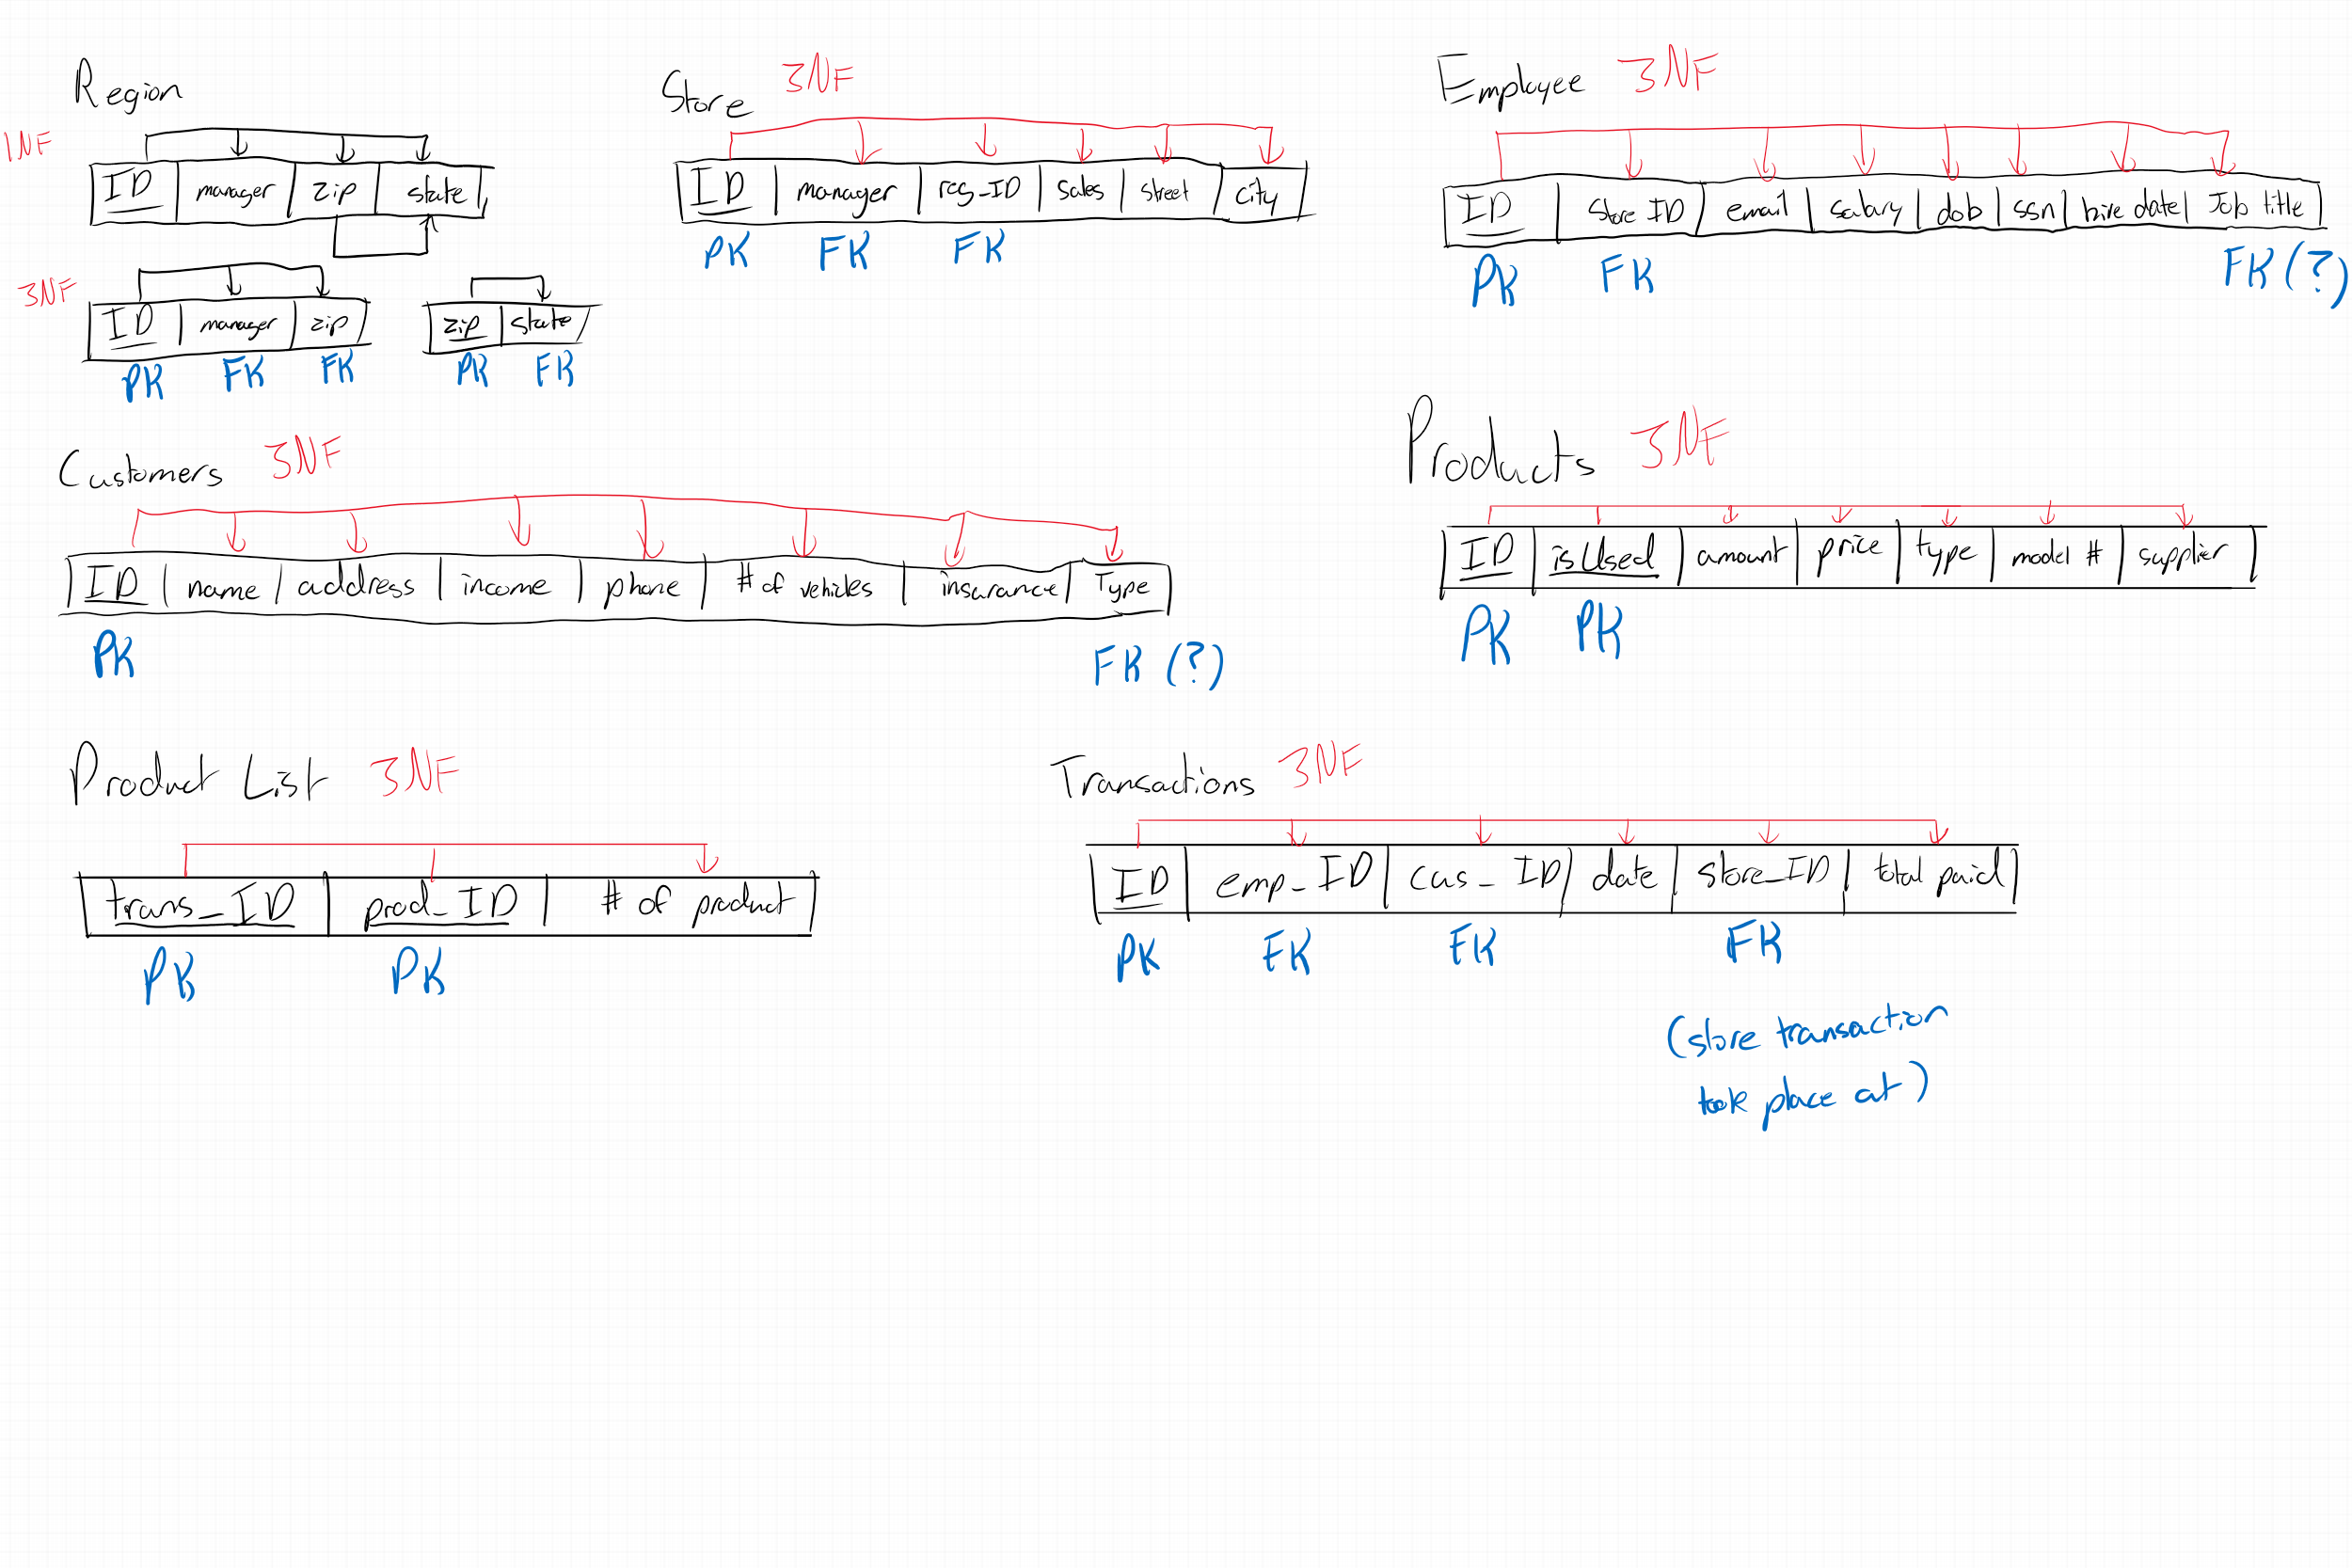 Region
1NF
ID manager zip state
3NF
ID manager zip
PK FK FK
zip state
PK FK
Store 3NF
ID manager reg_ID sales street city
PK FK FK
Employee 3NF
ID Store ID email salary dob ssn hire date Job title
PK FK FK (?)
Customers 3NF
ID name address income phone # of vehicles insurance Type
PK FK (?)
Products 3NF
ID is Used amount price type model # supplier
PK PK
Product List 3NF
trans_ID prod_ID # of product
PK PK
Transactions 3NF
ID emp_ID cus_ID date store_ID total paid
PK FK FK FK
(store transaction
took place at)